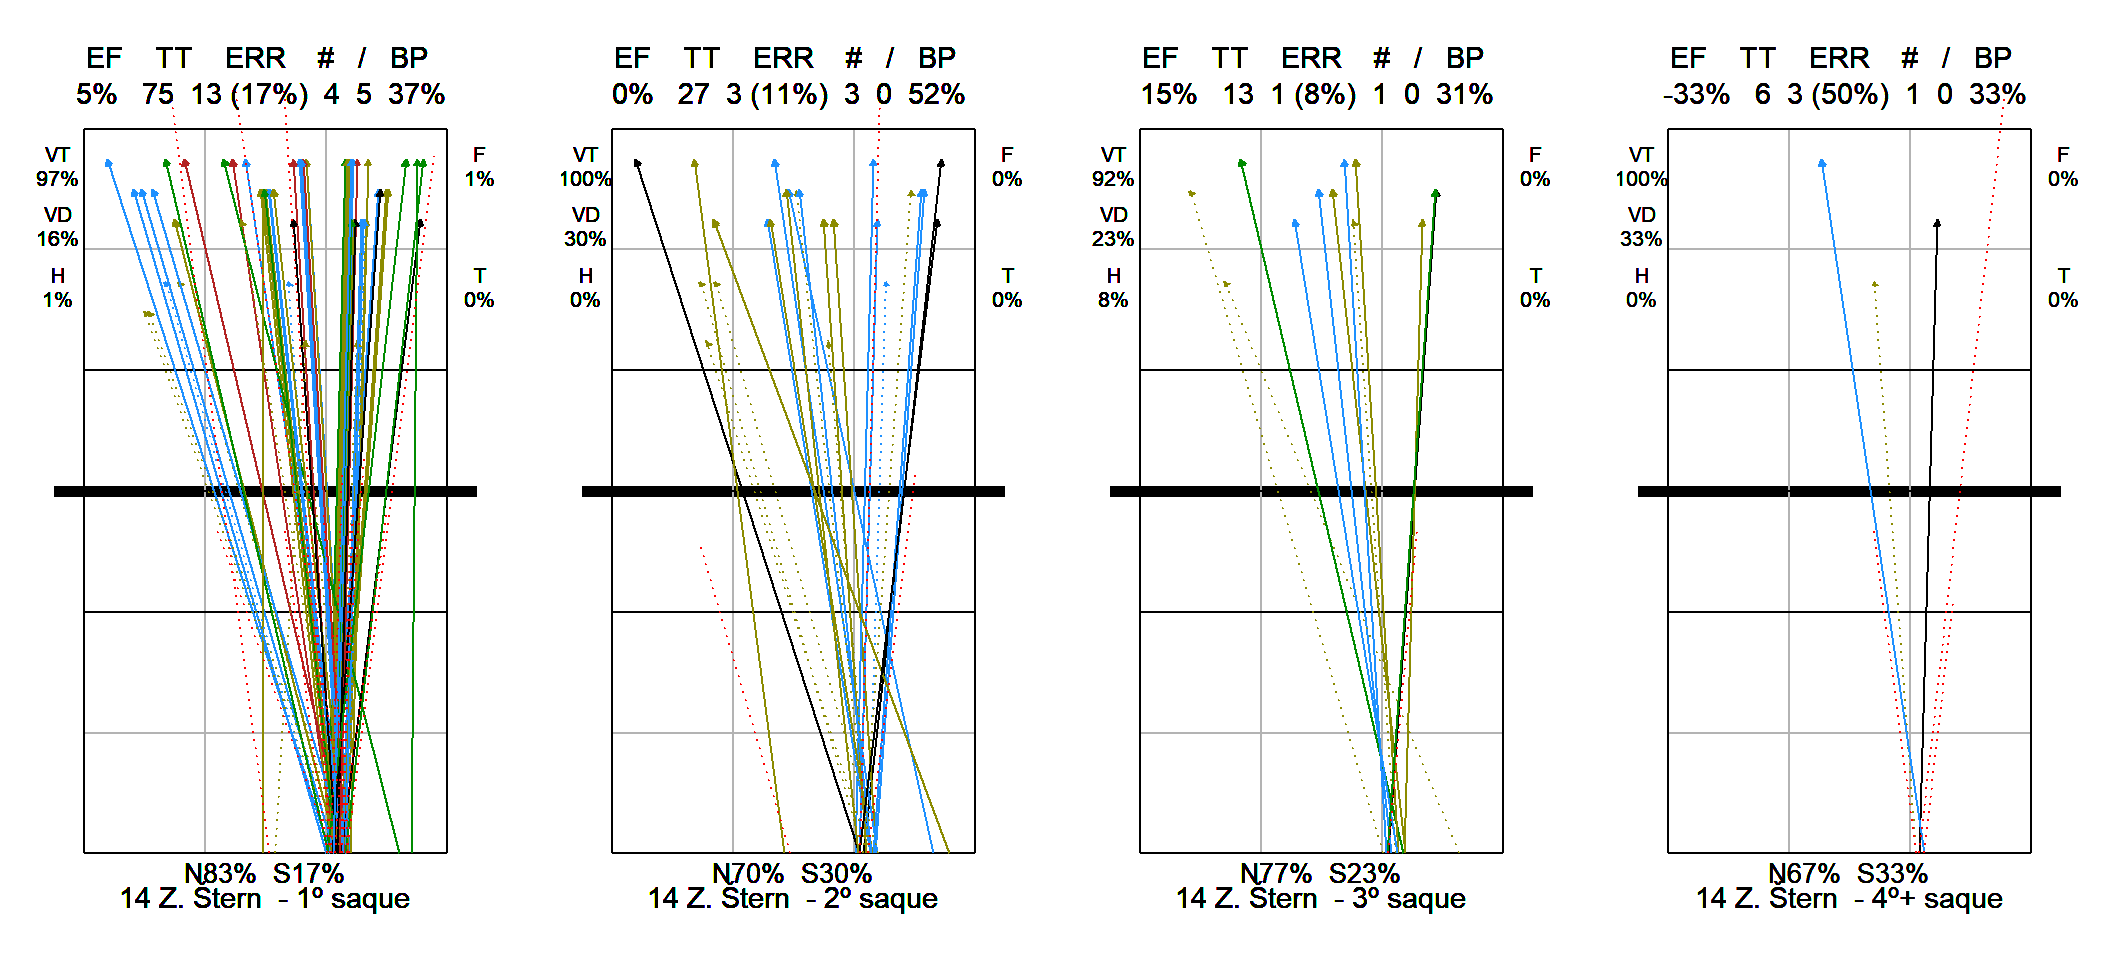 EF TT ERR # / BP
5% 75 13 (17%) 4 5 37%
VT
97%
VD
16%
H
1%
F
1%
T
0%
N83% S17%
14 Z. Štern - 1º saque
EF TT ERR # / BP
0% 27 3 (11%) 3 0 52%
VT
100%
VD
30%
H
0%
F
0%
T
0%
N70% S30%
14 Z. Štern - 2º saque
EF TT ERR # / BP
15% 13 1 (8%) 1 0 31%
VT
92%
VD
23%
H
8%
F
0%
T
0%
N77% S23%
14 Z. Štern - 3º saque
EF TT ERR # / BP
-33% 6 3 (50%) 1 0 33%
VT
100%
VD
33%
H
0%
F
0%
T
0%
N67% S33%
14 Z. Štern - 4º+ saque